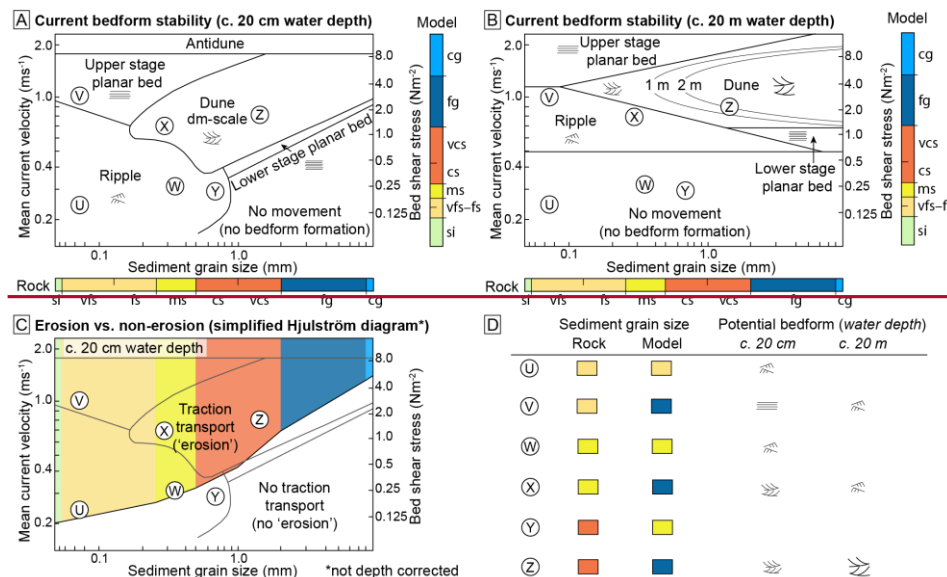 A Current bedform stability (c. 20 cm water depth)
Model
Mean current velocity (ms-1)
2.0
1.0
0.4
0.2
Antidune
Upper stage
planar bed
V
Dune
dm-scale
X
Z
Ripple
Lower stage planar bed
U
W
Y
No movement
(no bedform formation)
8.0
4.0
2.0
1.0
0.5
0.25
0.125
Bed shear stress (Nm-2)
cg
fg
vcs
cs
ms
vfs–fs
si
0.1
1.0
Sediment grain size (mm)
Rock
si vfs fs ms cs vcs fg cg
B Current bedform stability (c. 20 m water depth)
Model
Mean current velocity (ms-1)
2.0
1.0
0.4
0.2
Upper stage
planar bed
V
1 m 2 m
Dune
X
Z
Ripple
Lower stage
planar bed
U
W
Y
No movement
(no bedform formation)
8.0
4.0
2.0
1.0
0.5
0.25
0.125
Bed shear stress (Nm-2)
cg
fg
vcs
cs
ms
vfs–f
si
0.1
1.0
Sediment grain size (mm)
Rock
si vfs fs ms cs vcs fg cg
C Erosion vs. non-erosion (simplified Hjulström diagram*)
c. 20 cm water depth
Mean current velocity (ms-1)
2.0
1.0
0.4
0.2
V
X
Traction
transport
('erosion')
Z
U
W
Y
No traction
transport
(no 'erosion')
8.0
4.0
2.0
1.0
0.5
0.25
0.125
Bed shear stress (Nm-2)
0.1
1.0
Sediment grain size (mm)
*not depth corrected
D
Sediment grain size Potential bedform (water depth)
Rock Model c. 20 cm c. 20 m
U
V
W
X
Y
Z